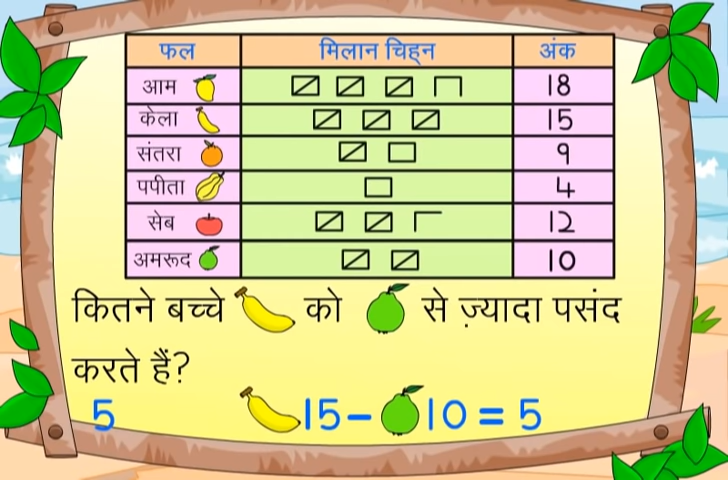 फल मिलान चिह्न अंक
आम 18
केला 15
संतरा 9
पपीता 4
सेब 12
अमरूद 10
कितने बच्चे को से ज़्यादा पसंद
करते हैं?
5 15-10=5